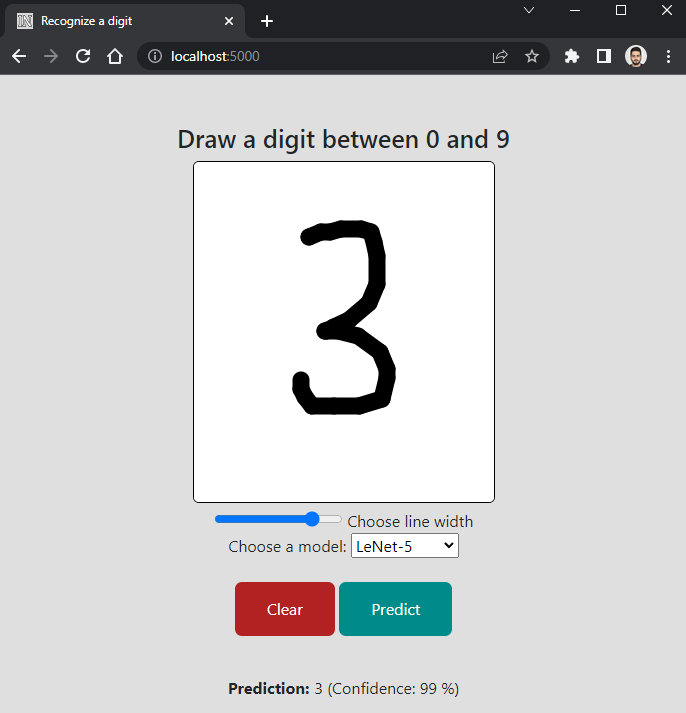 Recognize a digit
localhost:5000
Draw a digit between 0 and 9
3
Choose line width
Choose a model: LeNet-5
Clear Predict
Prediction: 3 (Confidence: 99 %)